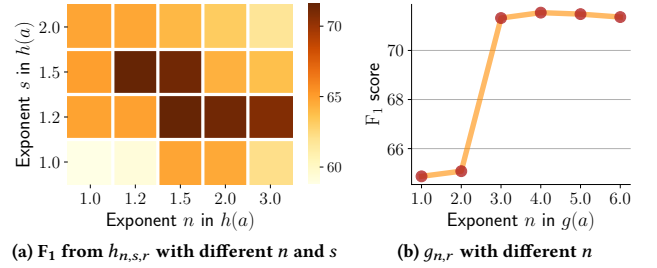 2.0
1.5
1.2
1.0
Exponent s in h(a)
1.0 1.2 1.5 2.0 3.0
Exponent n in h(a)
70
65
60
(a) F1 from hn,s,r with different n and s
F1 score
70
68
66
1.0 2.0 3.0 4.0 5.0 6.0
Exponent n in g(a)
(b) gn,r with different n